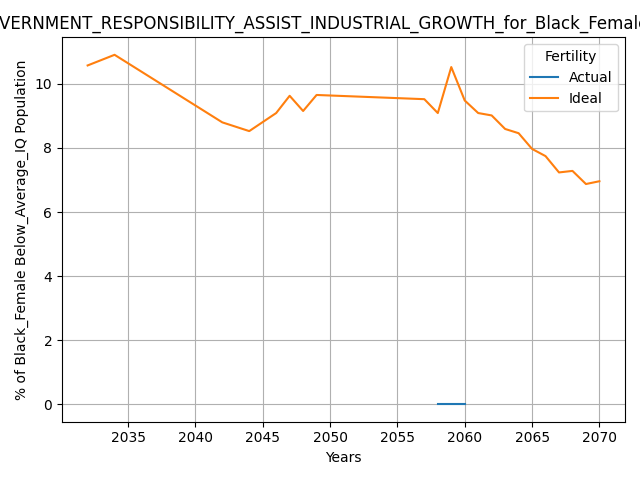 VERNMENT_RESPONSIBILITY_ASSIST_INDUSTRIAL_GROWTH_for_Black_Female
Fertility
Actual
Ideal
% of Black_Female Below_Average_IQ Population
10
8
6
4
2
0
2035 2040 2045 2050 2055 2060 2065 2070
Years